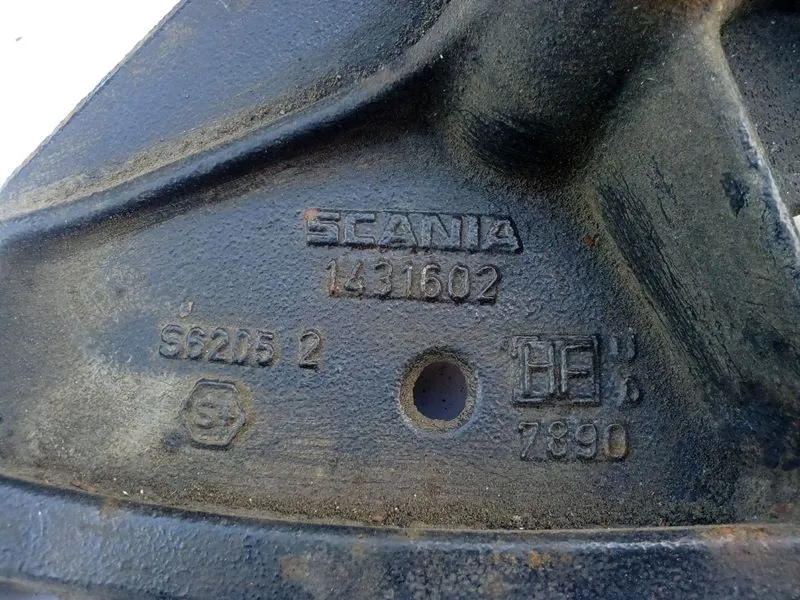 SCANIA
1431602
S6205 2
S+
HF
7890